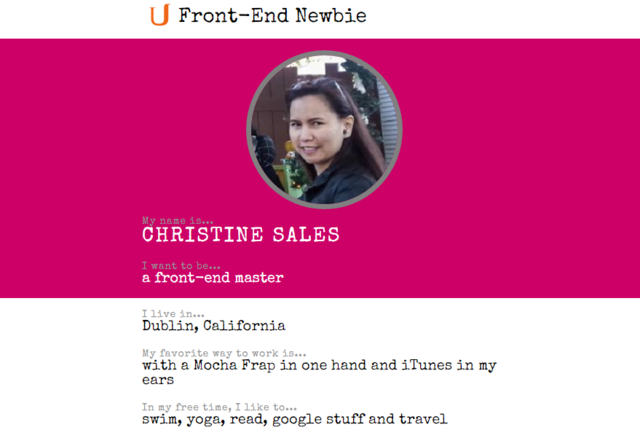 U Front-End Newbie
My name is...
CHRISTINE SALES
I want to be...
a front-end master
I live in...
Dublin, California
My favorite way to work is...
with a Mocha Frap in one hand and iTunes in my
ears
In my free time, I like to...
swim, yoga, read, google stuff and travel